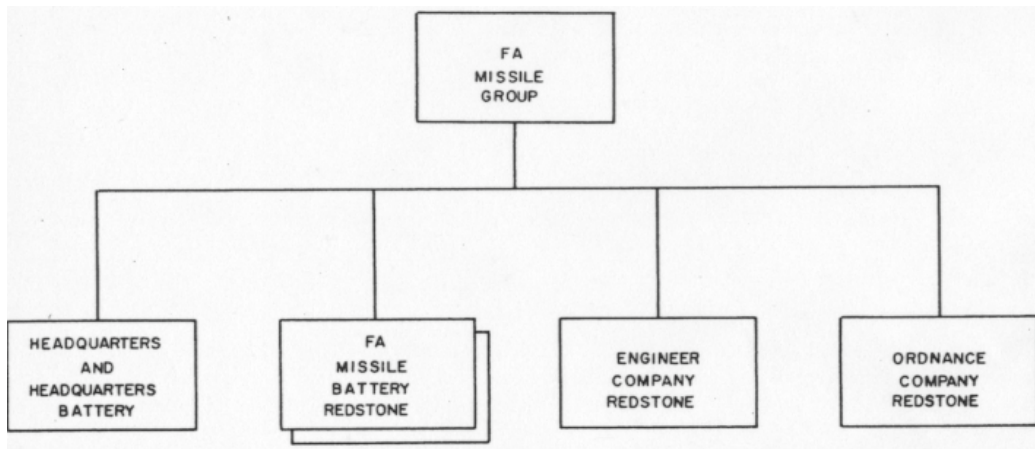 FA
MISSILE
GROUP
HEADQUARTERS
AND
HEADQUARTERS
BATTERY
FA
MISSILE
BATTERY
REDSTONE
ENGINEER
COMPANY
REDSTONE
ORDNANCE
COMPANY
REDSTONE